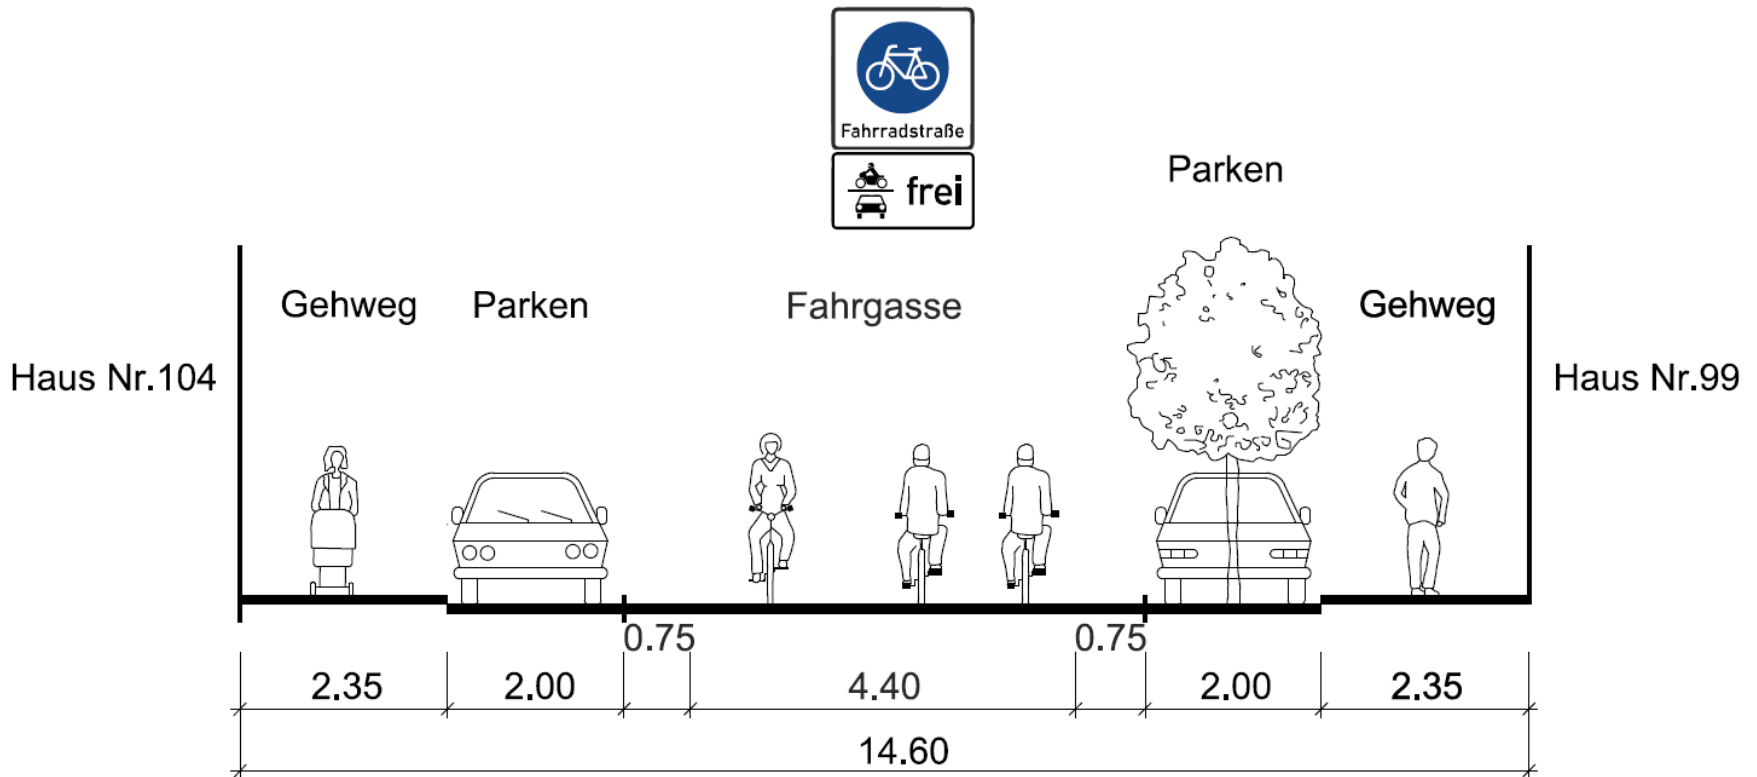 Fahrradstraße
frei
Parken
Gehweg
Parken
Fahrgasse
Gehweg
Haus Nr.104
Haus Nr.99
0.75
0.75
2.35
2.00
4.40
2.00
2.35
14.60